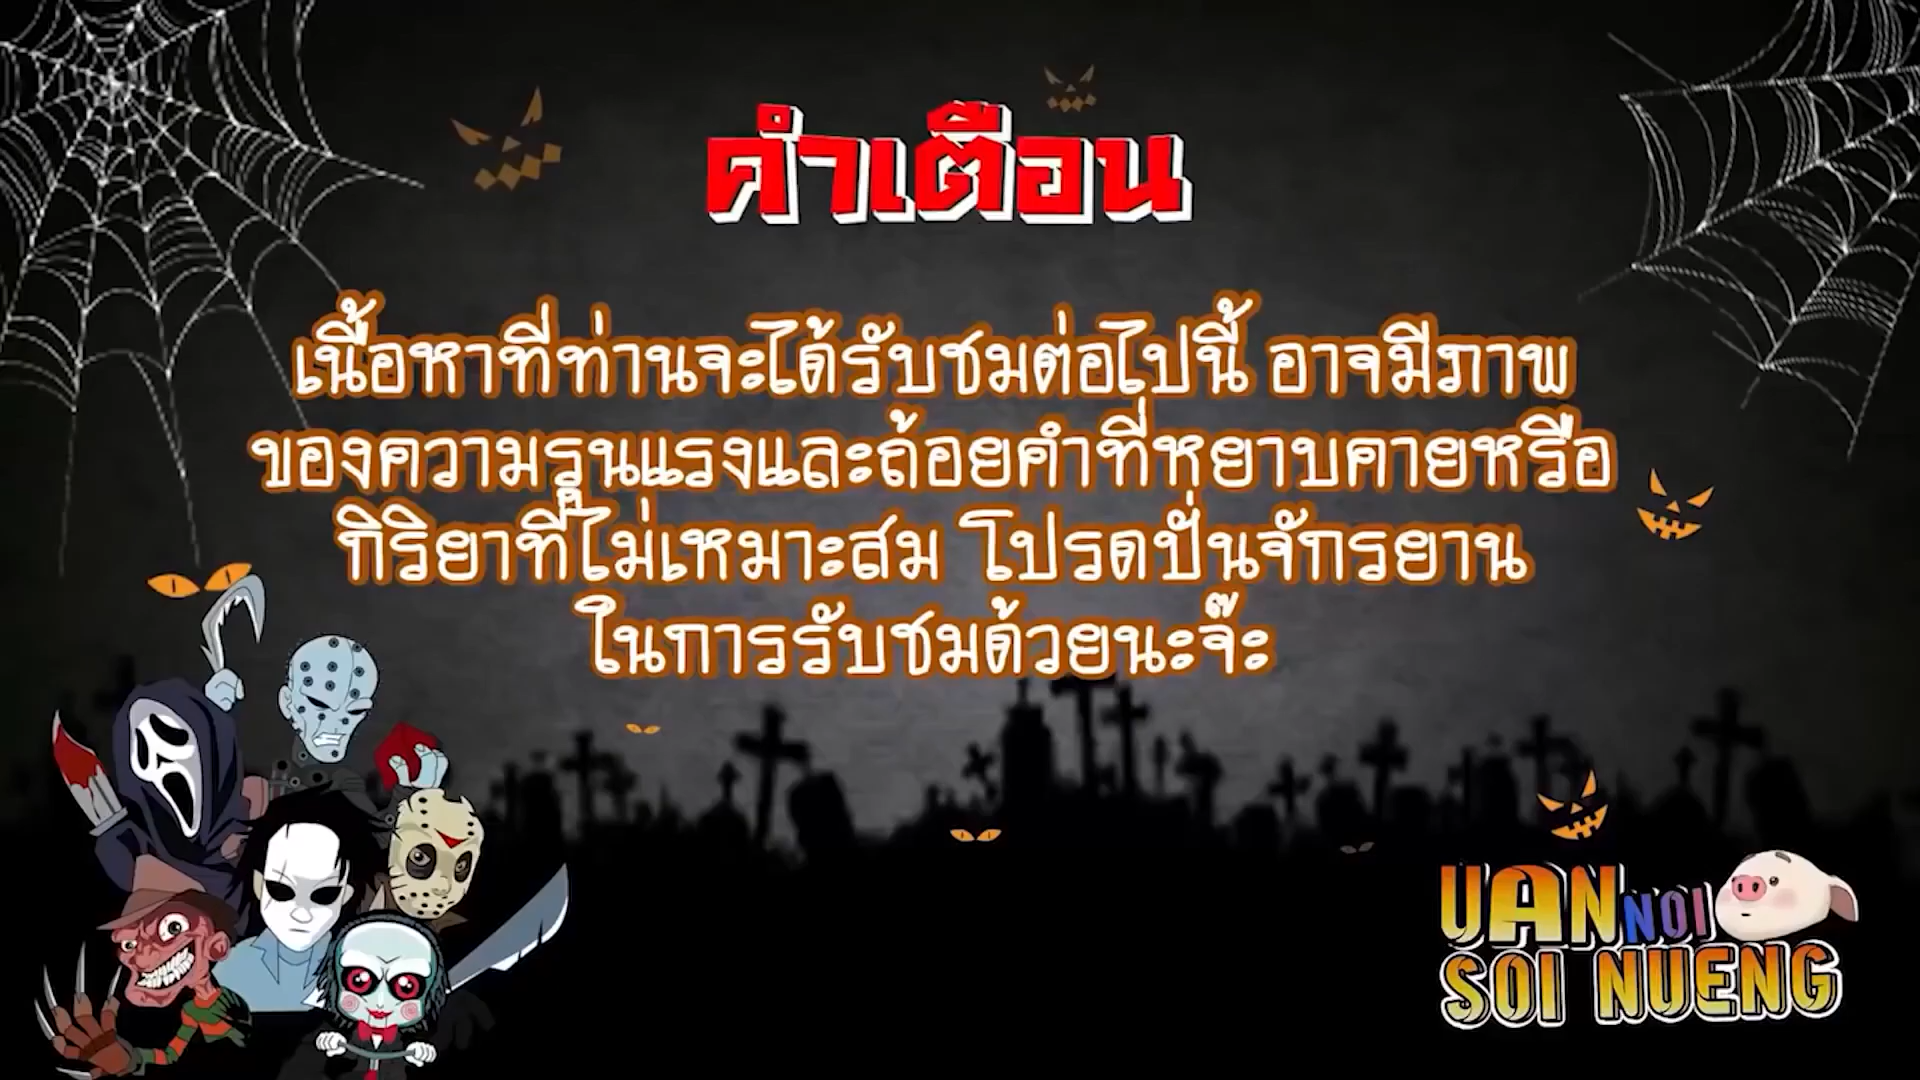 คำเตือน
เนื้อหาที่ท่านจะได้รับชมต่อไปนี้ อาจมีภาพ
ของความรุนแรงและถ้อยคำที่หยาบคายหรือ
กิริยาที่ไม่เหมาะสม โปรดปั่นจักรยาน
ในการรับชมด้วยนะจ๊ะ
UAN NOI
SOI NUENG